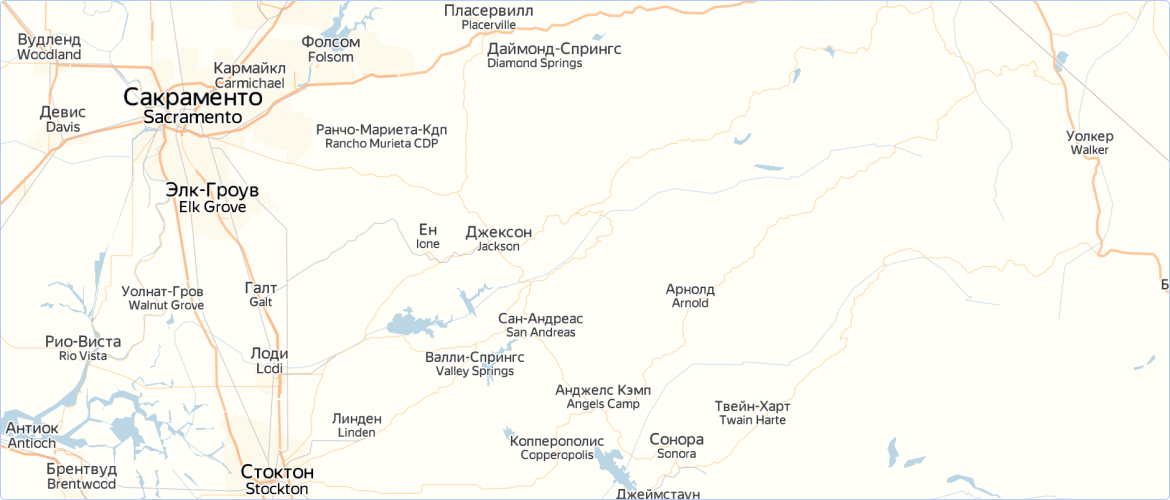 Пласервилл
Placerville
Вудленд
Woodland
Фолсом
Folsom
Даймонд-Спрингс
Diamond Springs
Кармайкл
Carmichael
Сакраменто
Sacramento
Девис
Davis
Ранчо-Мариета-Кдп
Rancho Murieta CDP
Уолкер
Walker
Элк-Гроув
Elk Grove
Ен
Ione
Джексон
Jackson
Уолнат-Гров
Walnut Grove
Галт
Galt
Арнолд
Arnold
Б
Сан-Андреас
San Andreas
Рио-Виста
Rio Vista
Лоди
Lodi
Валли-Спрингс
Valley Springs
Анджелс Кэмп
Angels Camp
Твейн-Харт
Twain Harte
Линден
Linden
Антиок
Antioch
Копперополис
Copperopolis
Сонора
Sonora
Брентвуд
Brentwood
Стоктон
Stockton
Джеймстаун